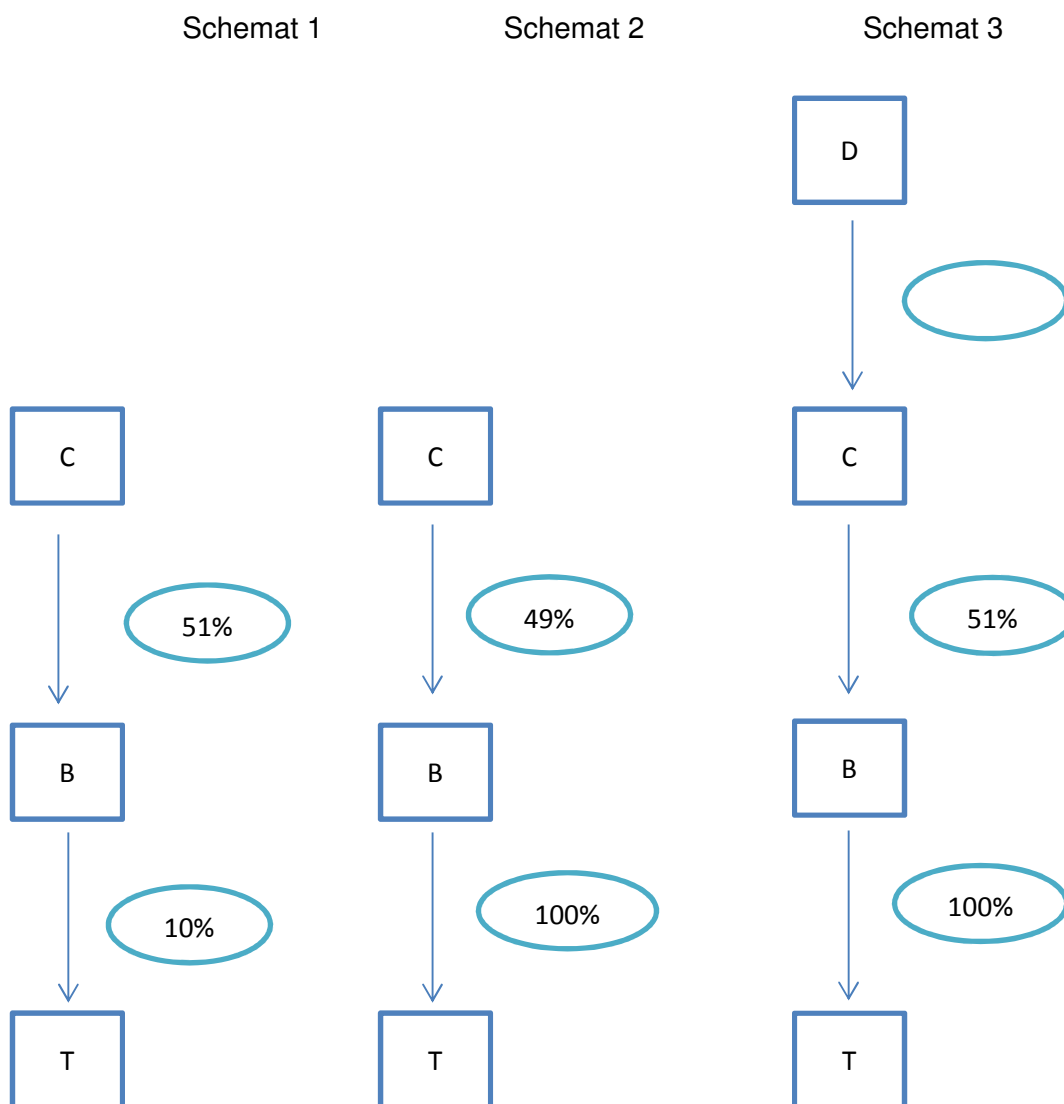 Schemat 1 Schemat 2 Schemat 3
D
C C C
51% 49% 51%
B B B
10% 100% 100%
T T T